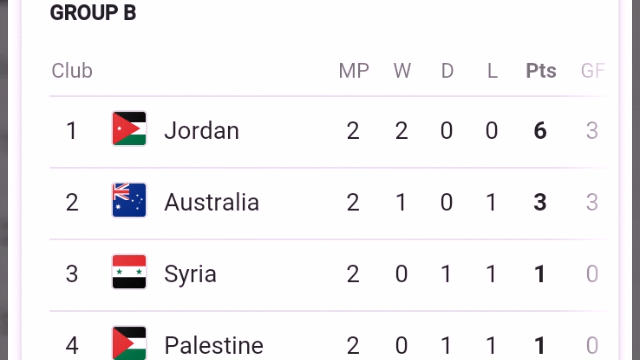 GROUP B
Club MP W D L Pts GF
1 Jordan 2 2 0 0 6 3
2 Australia 2 1 0 1 3 3
3 Syria 2 0 1 1 1 0
4 Palestine 2 0 1 1 1 0